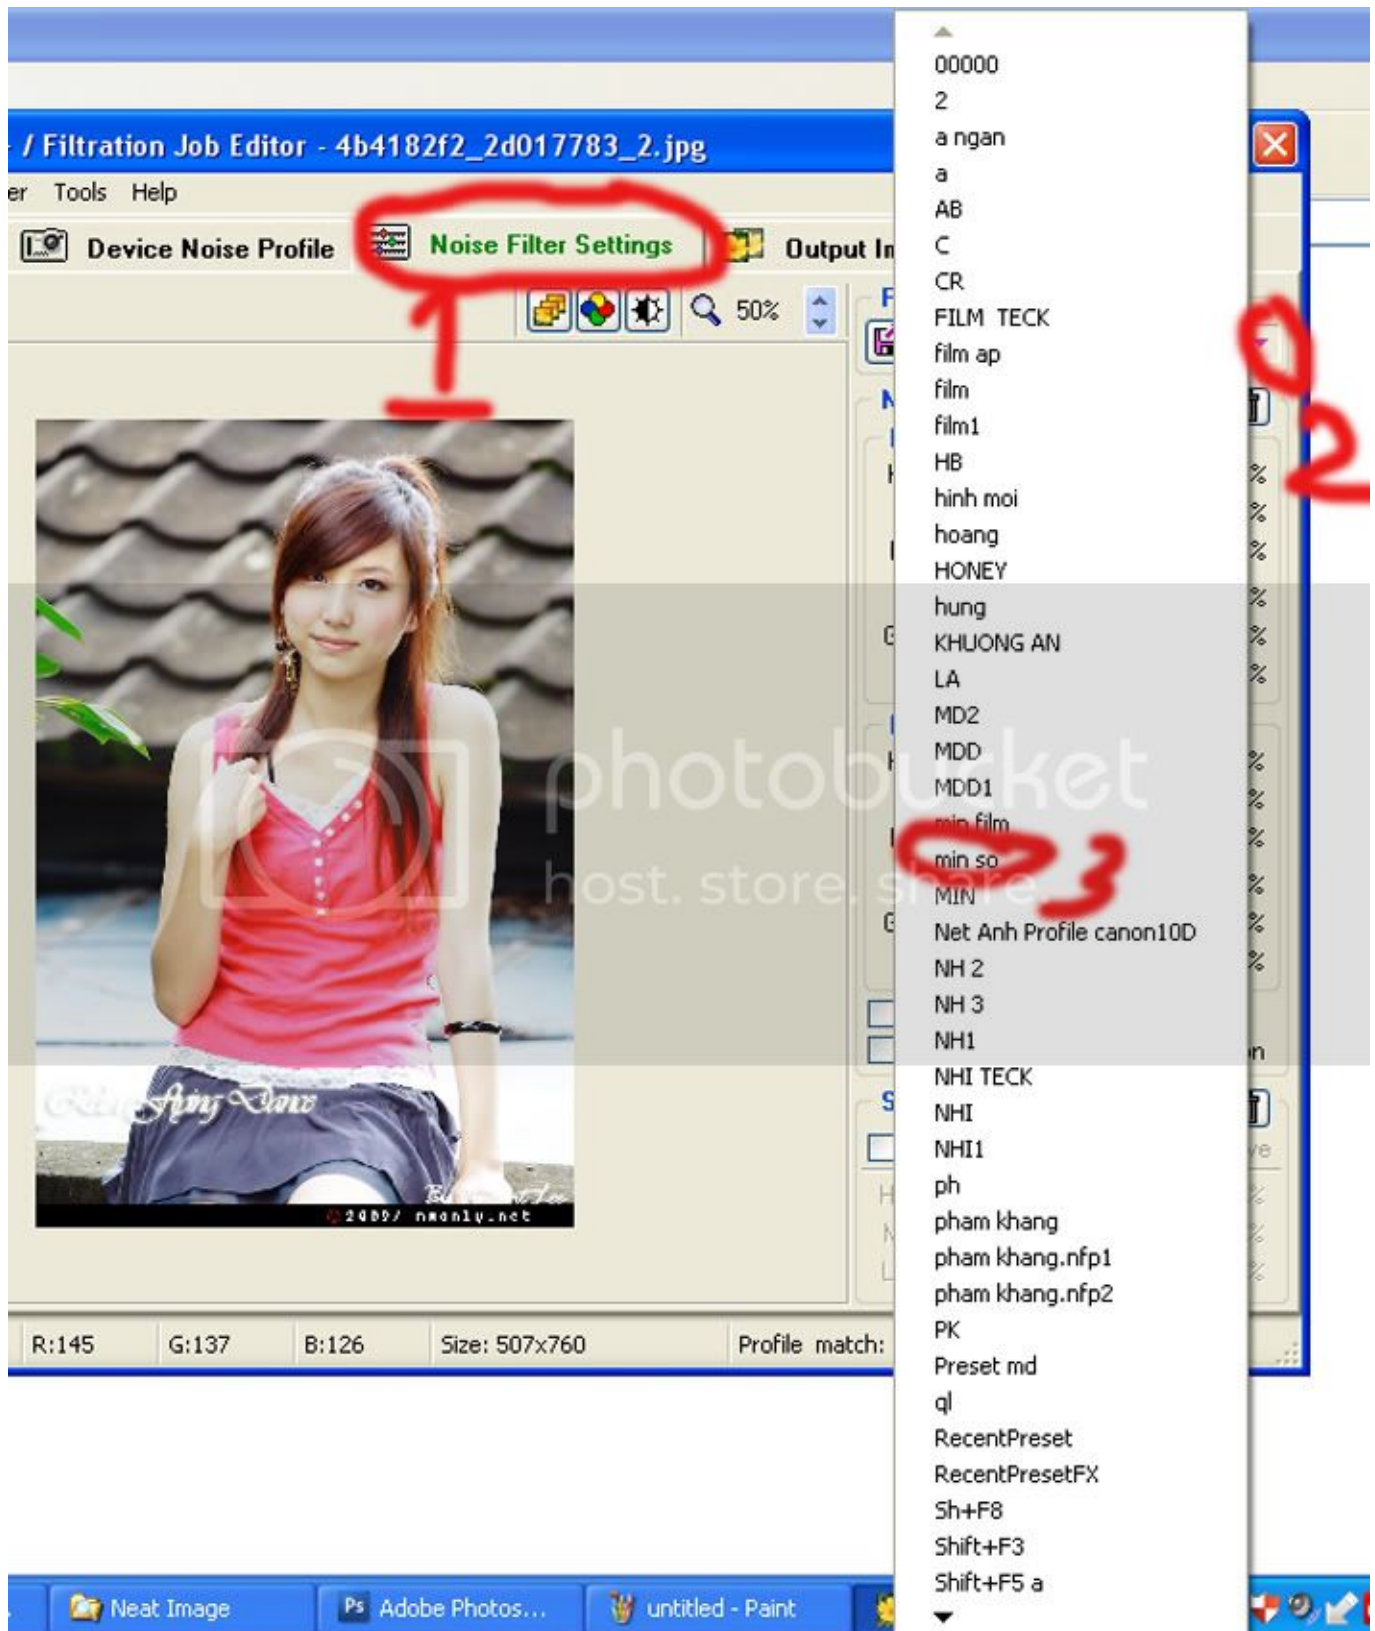 / Filtration Job Editor - 4b4182f2_2d017783_2.jpg
er Tools Help
Device Noise Profile Noise Filter Settings Output Im
1
50%
2
3
photobucket
host. store. share.
2009/ nmonly.net
R:145 G:137 B:126 Size: 507x760 Profile match:
00000
2
a ngan
a
AB
C
CR
FILM TECK
film ap
film
film1
HB
hinh moi
hoang
HONEY
hung
KHUONG AN
LA
MD2
MDD
MDD1
min film
min so
MIN
Net Anh Profile canon10D
NH 2
NH 3
NH1
NHI TECK
NHI
NHI1
ph
pham khang
pham khang.nfp1
pham khang.nfp2
PK
Preset md
ql
RecentPreset
RecentPresetFX
Sh+F8
Shift+F3
Shift+F5 a
Neat Image Adobe Photos... untitled - Paint